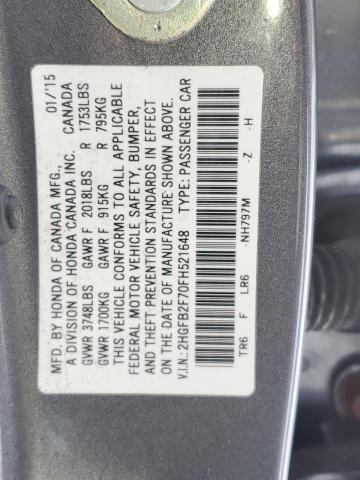 MFD. BY HONDA OF CANADA MFG., 01/15
A DIVISION OF HONDA CANADA INC. CANADA
GVWR 3748LBS GAWR F 2018LBS R 1753LBS
GVWR 1700KG GAWR F 915KG R 795KG
THIS VEHICLE CONFORMS TO ALL APPLICABLE
FEDERAL MOTOR VEHICLE SAFETY, BUMPER,
AND THEFT PREVENTION STANDARDS IN EFFECT
ON THE DATE OF MANUFACTURE SHOWN ABOVE.
V.I.N.: 2HGFB2F70FH521648 TYPE: PASSENGER CAR
TR6 F LR6 -NH797M -Z -H